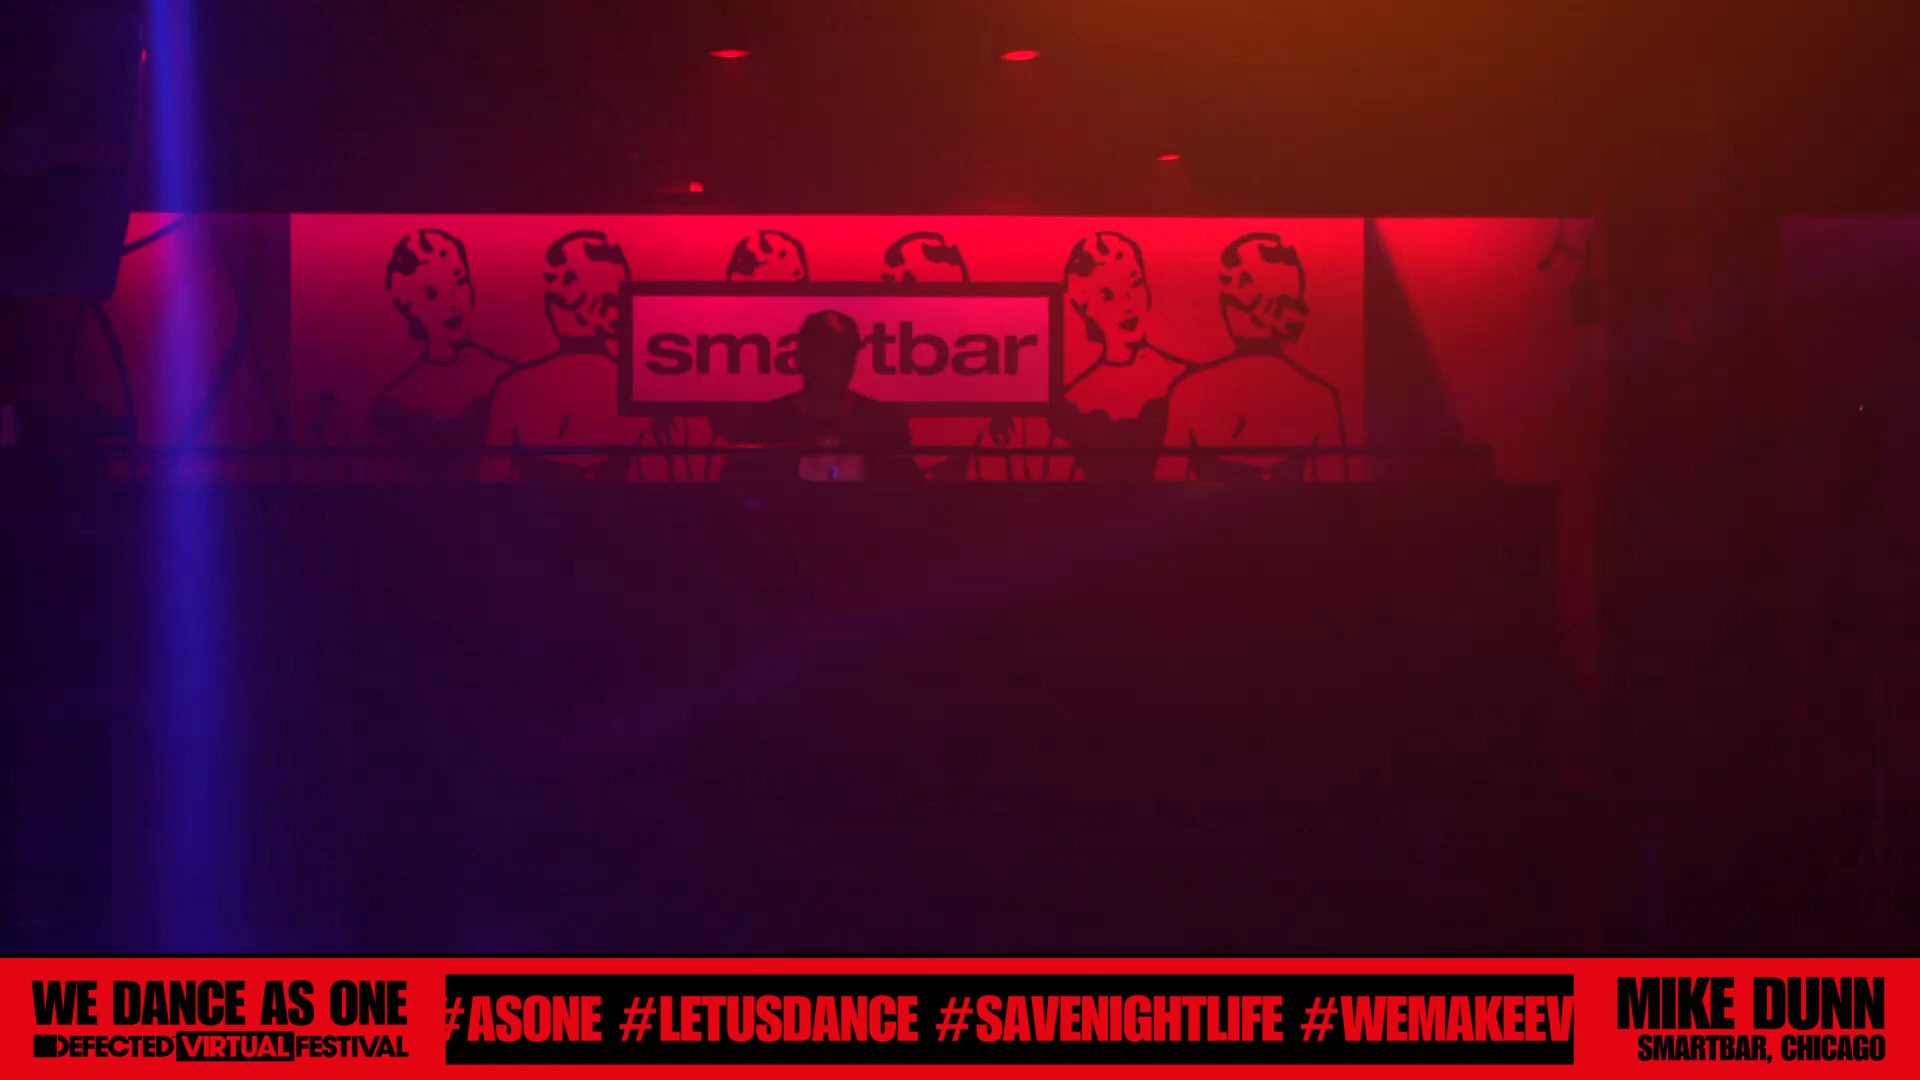 smartbar
WE DANCE AS ONE
DEFECTED VIRTUAL FESTIVAL
#ASONE #LETUSDANCE #SAVENIGHTLIFE #WEMAKEEV
MIKE DUNN
SMARTBAR, CHICAGO